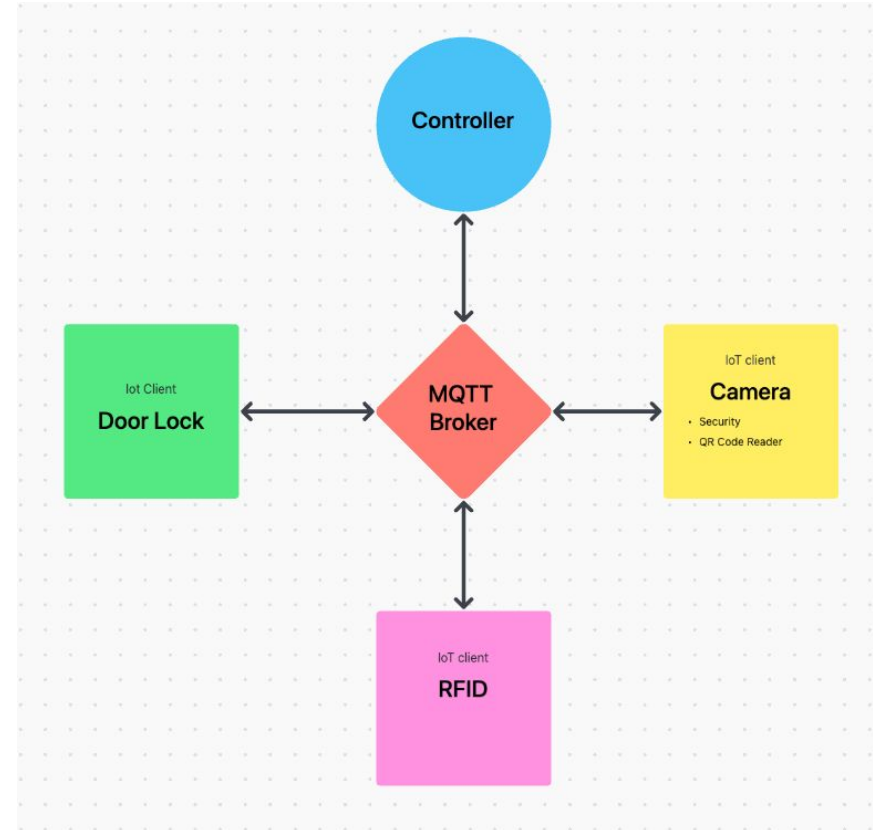 Controller
Iot Client
Door Lock
MQTT
Broker
IoT client
Camera
• Security
• QR Code Reader
IoT client
RFID